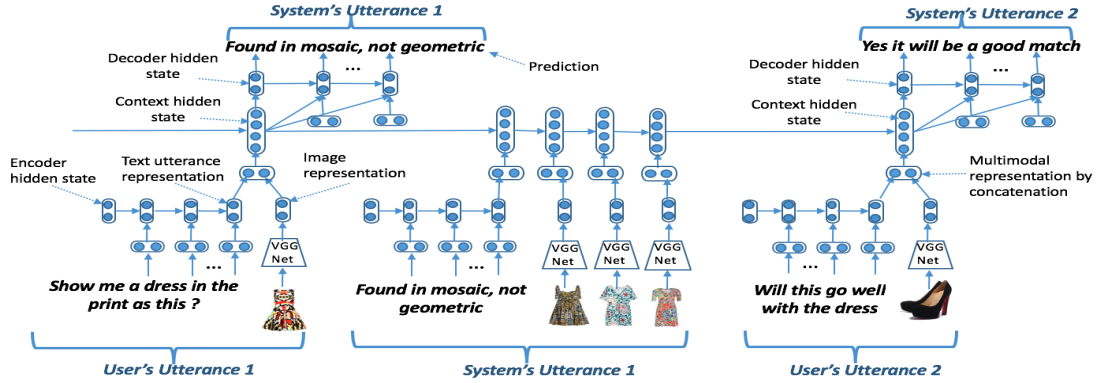 System's Utterance 1
System's Utterance 2
Found in mosaic, not geometric
Yes it will be a good match
Decoder hidden
state
...
Prediction
Decoder hidden
state
...
Context hidden
state
Context hidden
state
Encoder
hidden state
Text utterance
representation
Image
representation
Multimodal
representation by
concatenation
VGG
Net
VGG
Net
VGG
Net
VGG
Net
VGG
Net
...
...
...
Show me a dress in the
print as this ?
Found in mosaic, not
geometric
Will this go well
with the dress
User's Utterance 1
System's Utterance 1
User's Utterance 2